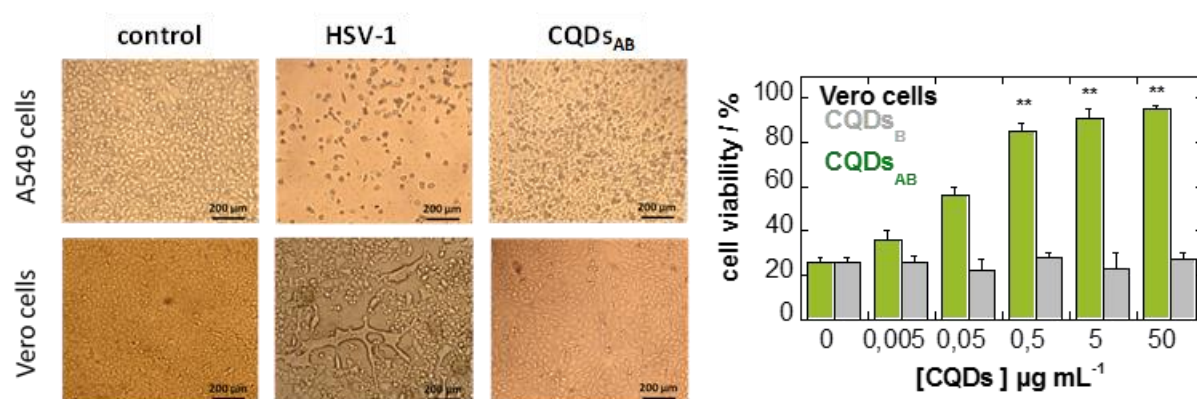 control HSV-1 CQDsAB
A549 cells
200 µm 200 µm 200 µm
Vero cells
200 µm 200 µm 200 µm
cell viability / %
100
80
60
40
20
0
Vero cells
CQDsB
CQDsAB
** ** **
0 0,005 0,05 0,5 5 50
[CQDs ] µg mL-1